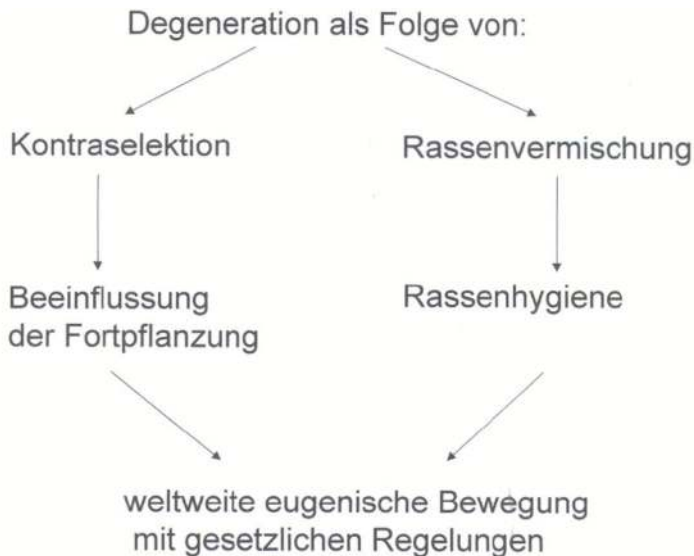 Degeneration als Folge von:
Kontraselektion
Rassenvermischung
Beeinflussung
der Fortpflanzung
Rassenhygiene
weltweite eugenische Bewegung
mit gesetzlichen Regelungen